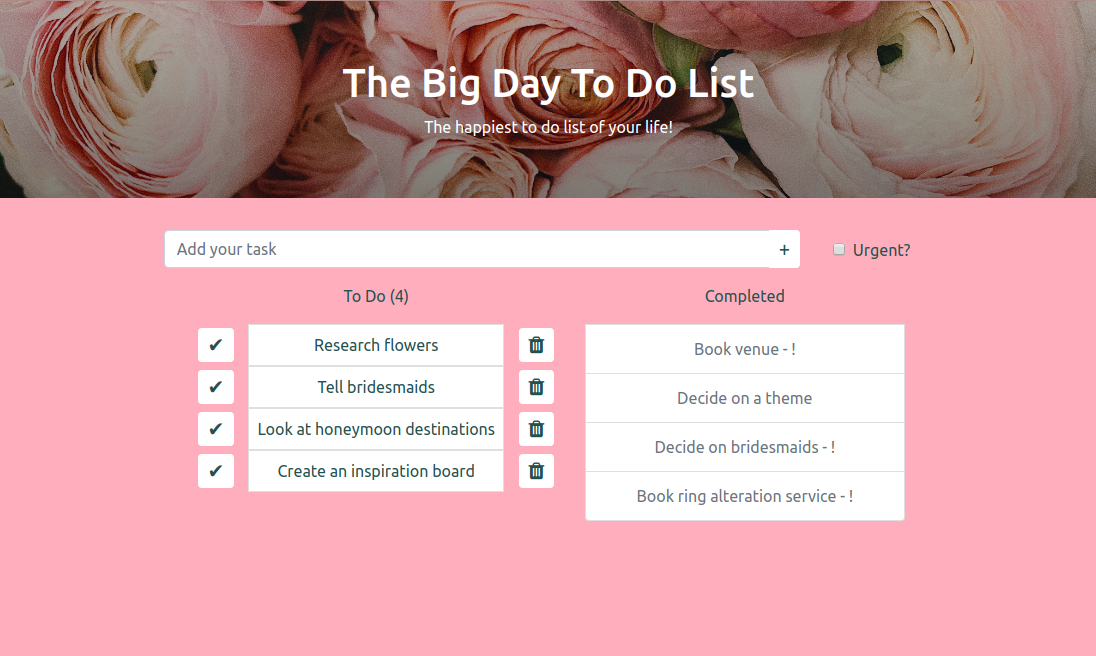 The Big Day To Do List
The happiest to do list of your life!
Add your task
+
Urgent?
To Do (4)
✔ Research flowers
✔ Tell bridesmaids
✔ Look at honeymoon destinations
✔ Create an inspiration board
Completed
Book venue - !
Decide on a theme
Decide on bridesmaids - !
Book ring alteration service - !